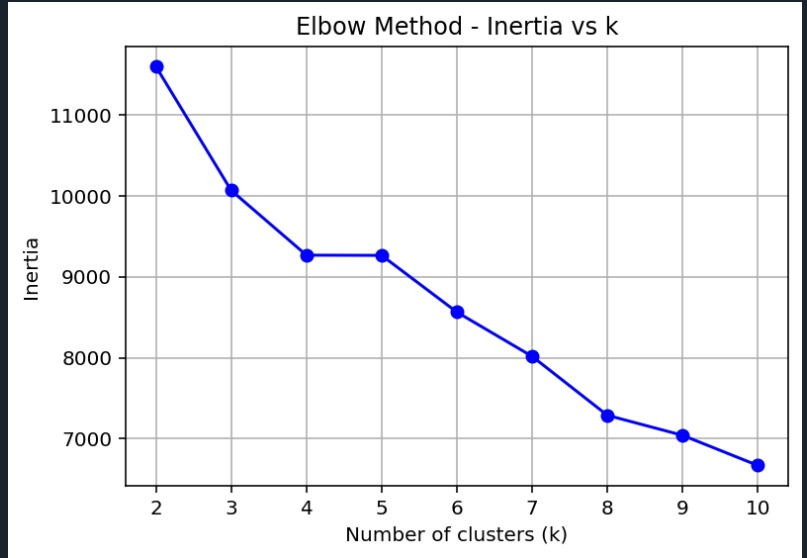 Elbow Method - Inertia vs k
Inertia
11000
10000
9000
8000
7000
2 3 4 5 6 7 8 9 10
Number of clusters (k)